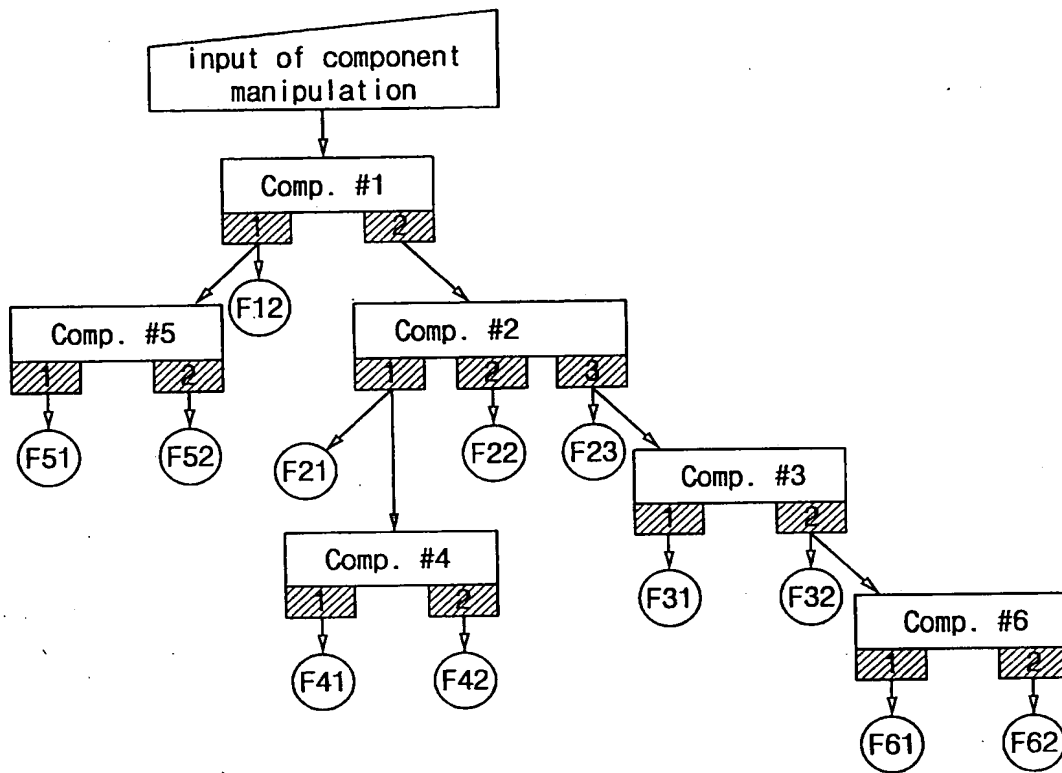 input of component
manipulation
Comp. #1
1 2
F12
Comp. #5
Comp. #2
1 2
1 2 3
F51 F52
F21 F22 F23
Comp. #3
1 2
Comp. #4
F31 F32
1 2
Comp. #6
1 2
F41 F42
F61 F62